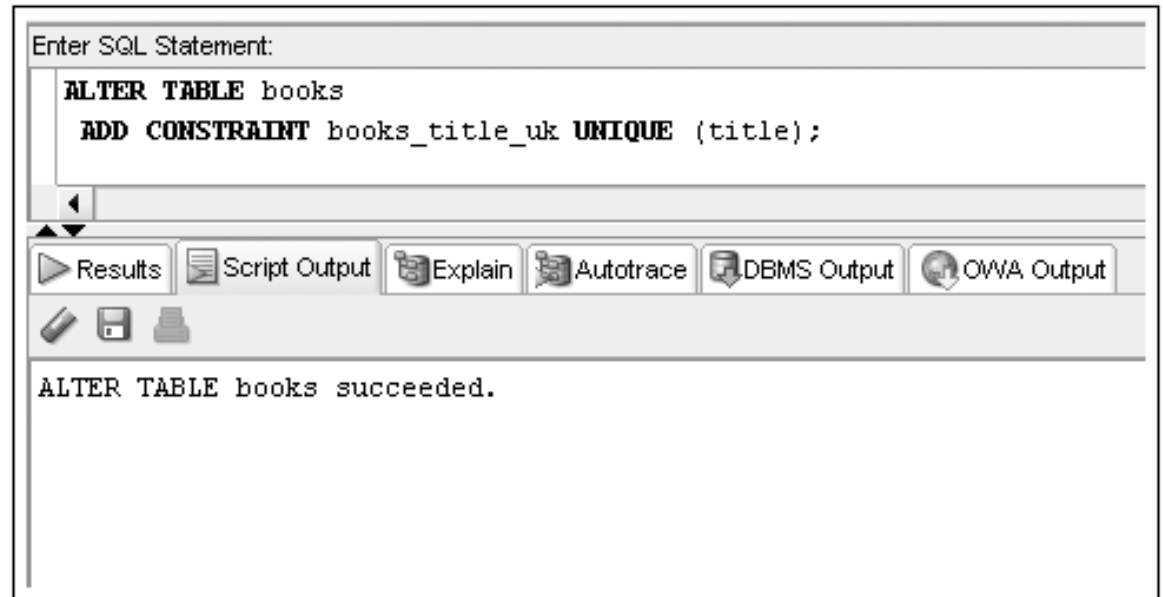 Enter SQL Statement:
ALTER TABLE books
ADD CONSTRAINT books_title_uk UNIQUE (title);
Results Script Output Explain Autotrace DBMS Output OWA Output
ALTER TABLE books succeeded.